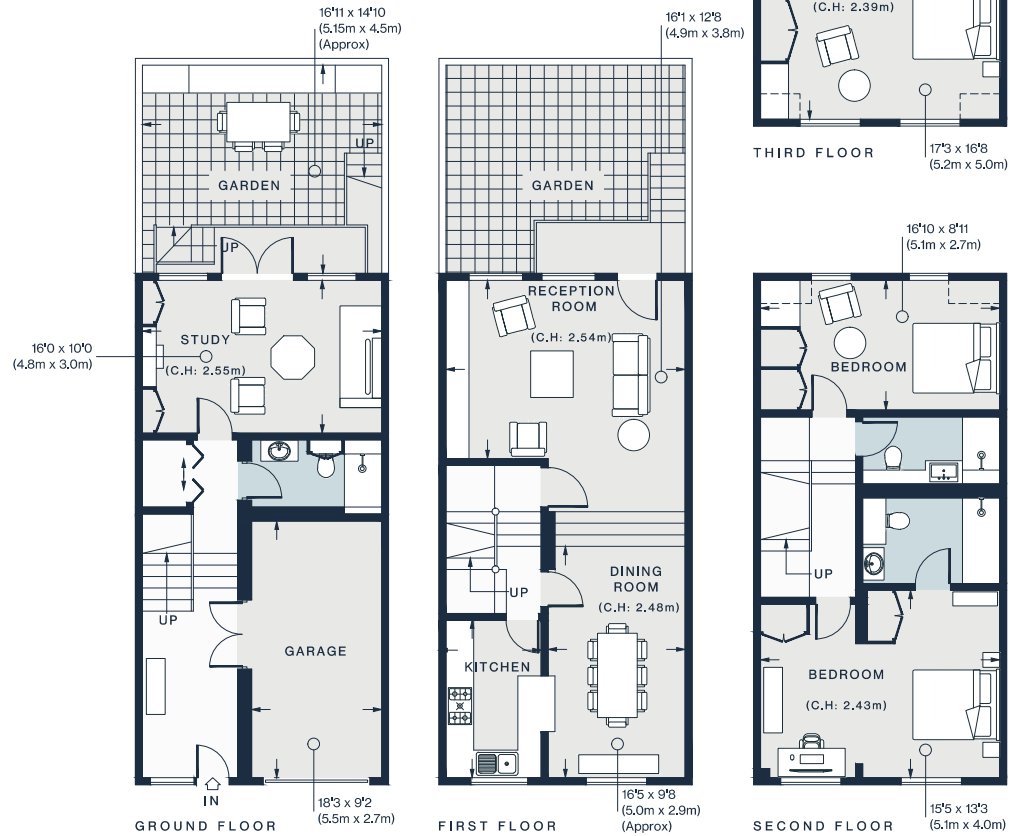 16'11 x 14'10
(5.15m x 4.5m)
(Approx)
UP
GARDEN
UP
STUDY
(C.H: 2.55m)
16'0 x 10'0
(4.8m x 3.0m)
UP
GARAGE
IN
18'3 x 9'2
(5.5m x 2.7m)
GROUND FLOOR
16'1 x 12'8
(4.9m x 3.8m)
GARDEN
RECEPTION
ROOM
(C.H: 2.54m)
DINING
ROOM
(C.H: 2.48m)
UP
KITCHEN
16'5 x 9'8
(5.0m x 2.9m)
(Approx)
FIRST FLOOR
(C.H: 2.39m)
17'3 x 16'8
(5.2m x 5.0m)
THIRD FLOOR
16'10 x 8'11
(5.1m x 2.7m)
BEDROOM
UP
BEDROOM
(C.H: 2.43m)
15'5 x 13'3
(5.1m x 4.0m)
SECOND FLOOR